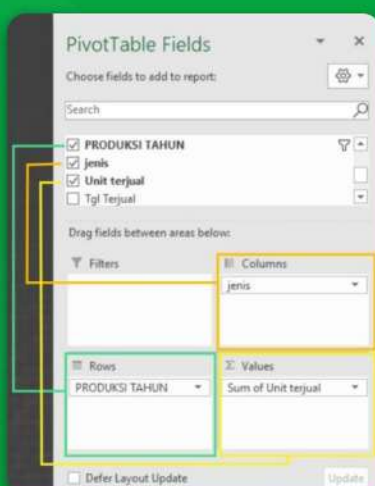 PivotTable Fields
Choose fields to add to report:
Search
PRODUKSI TAHUN
jenis
Unit terjual
Tgl Terjual
Drag fields between areas below:
Filters
Columns
jenis
Rows
Σ Values
PRODUKSI TAHUN
Sum of Unit terjual
Defer Layout Update
Update